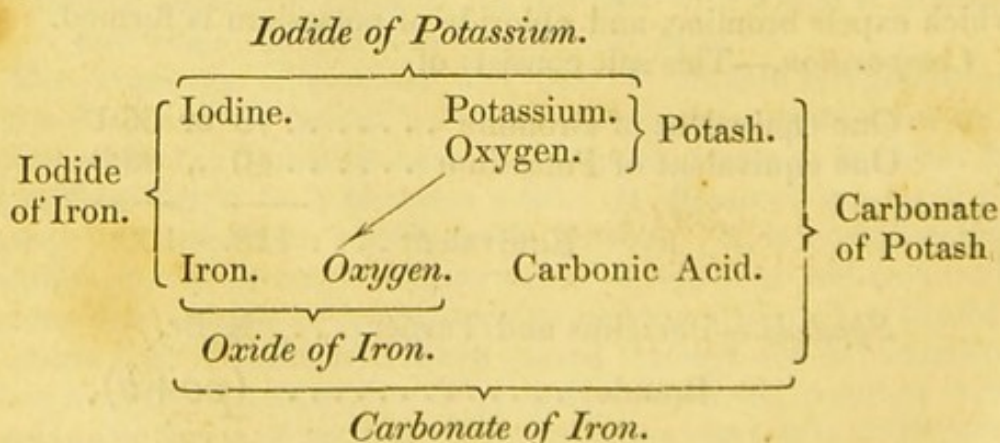 Iodide of Potassium.
Iodine. Potassium.
Oxygen.
Potash.
Iodide
of Iron.
Carbonate
of Potash
Iron. Oxygen. Carbonic Acid.
Oxide of Iron.
Carbonate of Iron.